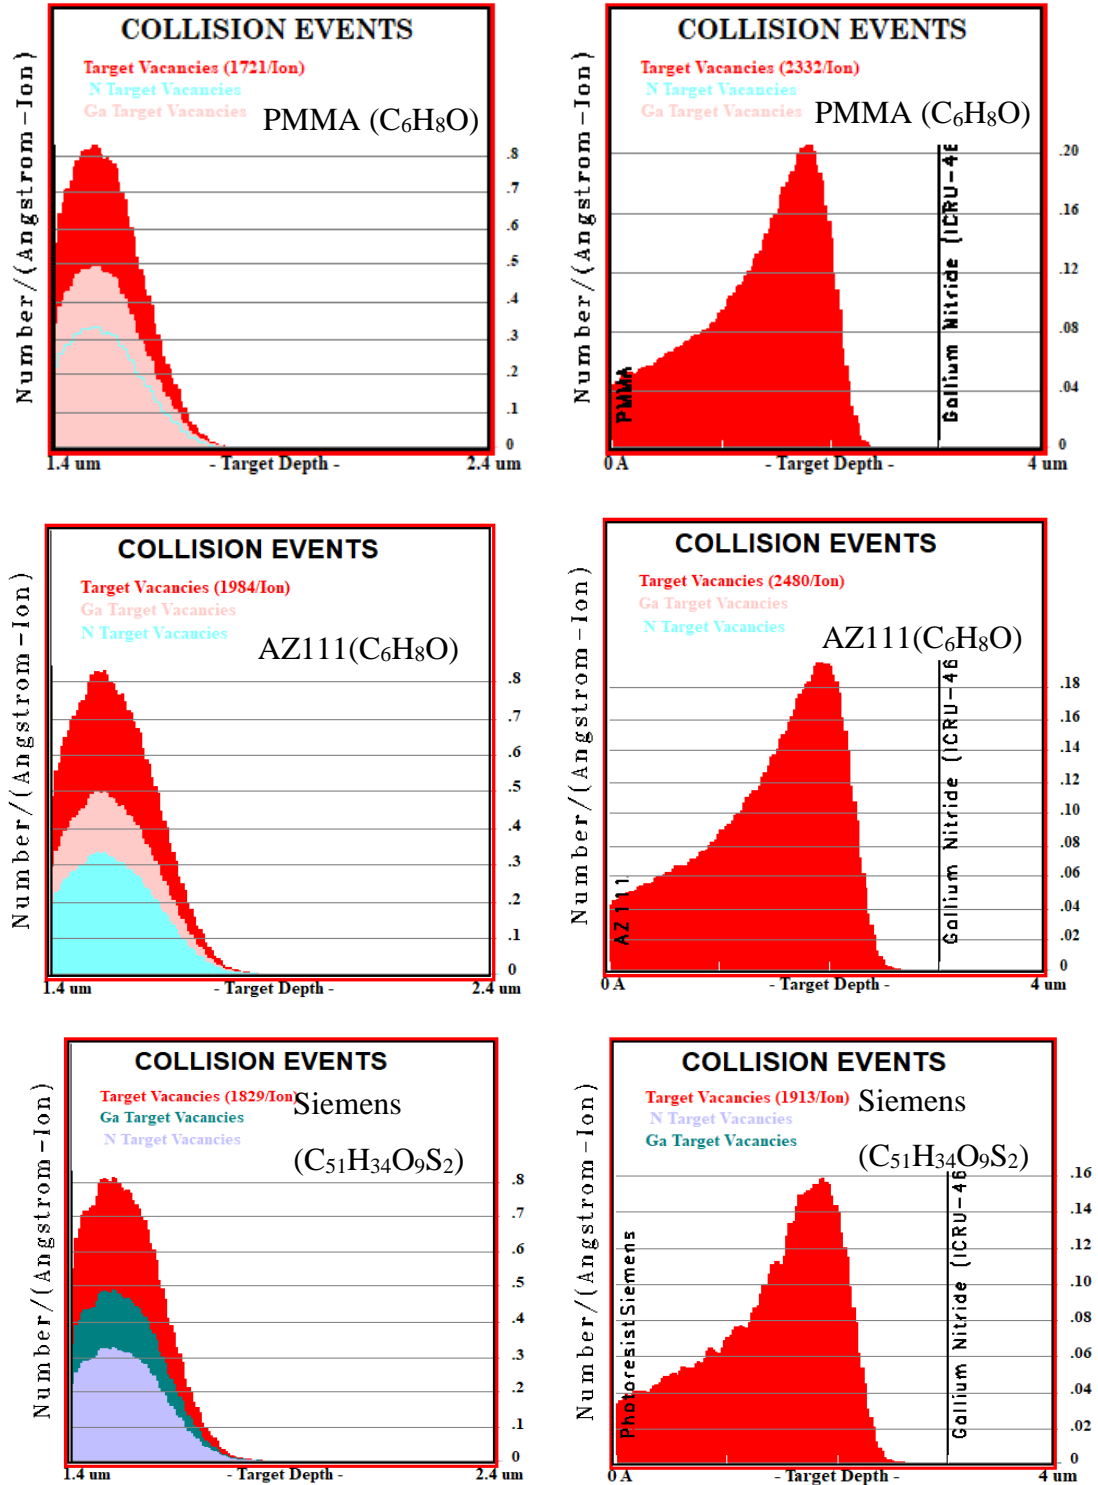 COLLISION EVENTS
Target Vacancies (1721/Ion)
N Target Vacancies
Ga Target Vacancies
PMMA (C₆H₈O)
Number/(Angstrom-Ion)
.8
.7
.6
.5
.4
.3
.2
.1
0
1.4 um
- Target Depth -
2.4 um
COLLISION EVENTS
Target Vacancies (2332/Ion)
N Target Vacancies
Ga Target Vacancies
PMMA (C₆H₈O)
Number/(Angstrom-Ion)
PMMA
Gallium Nitride (ICRU-46
.20
.16
.12
.08
.04
0
0 A
- Target Depth -
4 um
COLLISION EVENTS
Target Vacancies (1984/Ion)
Ga Target Vacancies
N Target Vacancies
AZ111(C₆H₈O)
Number/(Angstrom-Ion)
.8
.7
.6
.5
.4
.3
.2
.1
0
1.4 um
- Target Depth -
2.4 um
COLLISION EVENTS
Target Vacancies (2480/Ion)
Ga Target Vacancies
N Target Vacancies
AZ111(C₆H₈O)
Number/(Angstrom-Ion)
AZ111
Gallium Nitride (ICRU-46
.18
.16
.14
.12
.10
.08
.06
.04
.02
0
0 A
- Target Depth -
4 um
COLLISION EVENTS
Target Vacancies (1829/Ion)
Ga Target Vacancies
N Target Vacancies
Siemens
(C₅₁H₃₄O₉S₂)
Number/(Angstrom-Ion)
.8
.7
.6
.5
.4
.3
.2
.1
0
1.4 um
- Target Depth -
2.4 um
COLLISION EVENTS
Target Vacancies (1913/Ion)
N Target Vacancies
Ga Target Vacancies
Siemens
(C₅₁H₃₄O₉S₂)
Number/(Angstrom-Ion)
PhotoresistSiemens
Gallium Nitride (ICRU-46
.16
.14
.12
.10
.08
.06
.04
.02
0
0 A
- Target Depth -
4 um